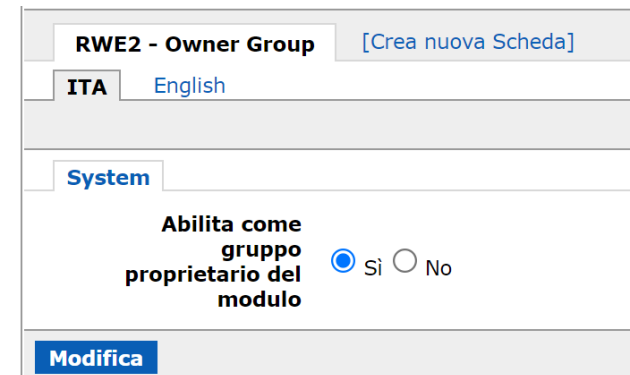 RWE2 - Owner Group [Crea nuova Scheda]
ITA English
System
Abilita come
gruppo
proprietario del
modulo
Sì No
Modifica